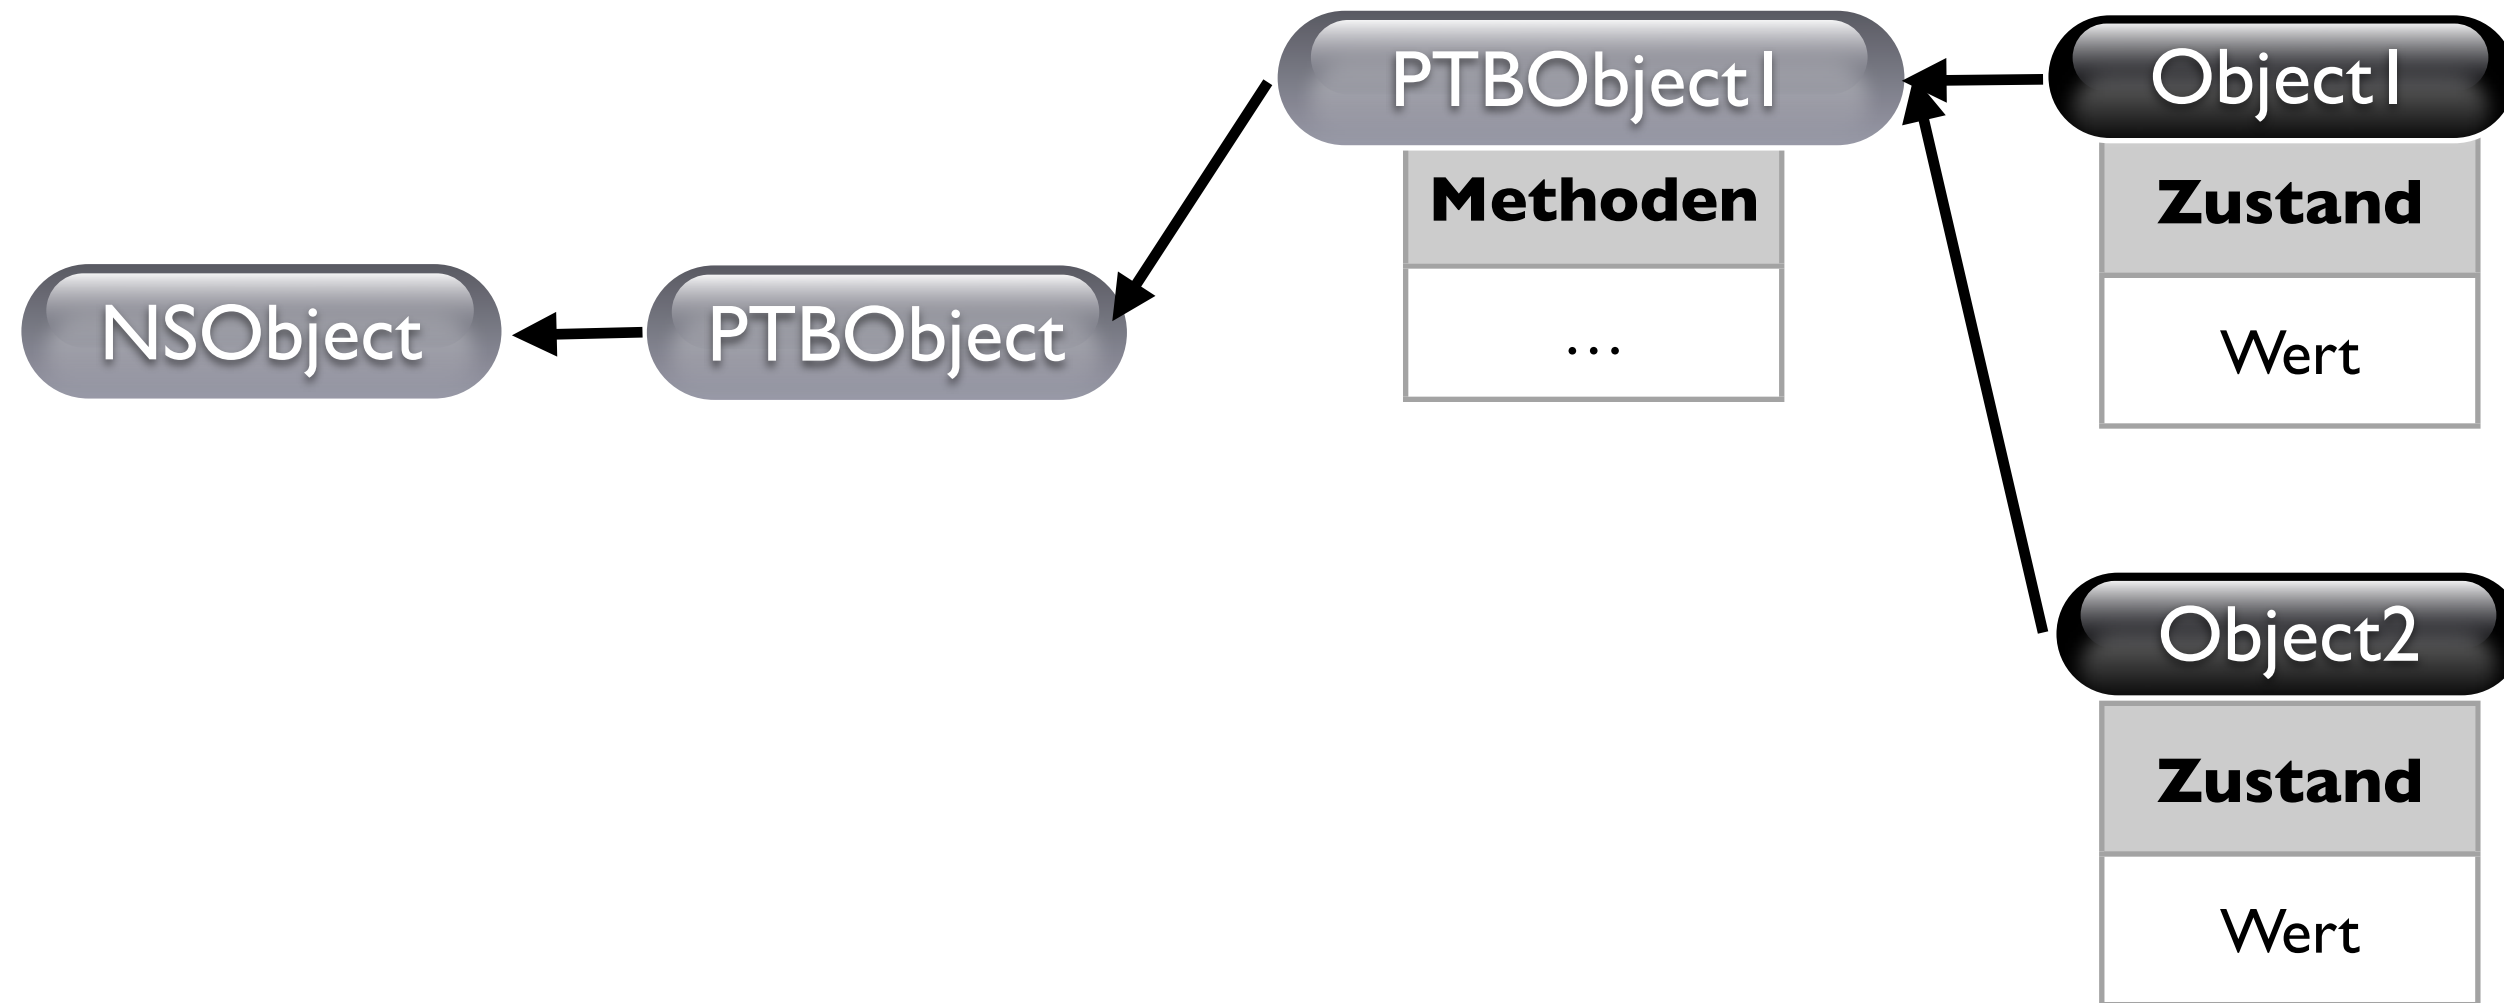 PTBObject1
Object1
Methoden
Zustand
NSObject
PTBObject
...
Wert
Object2
Zustand
Wert